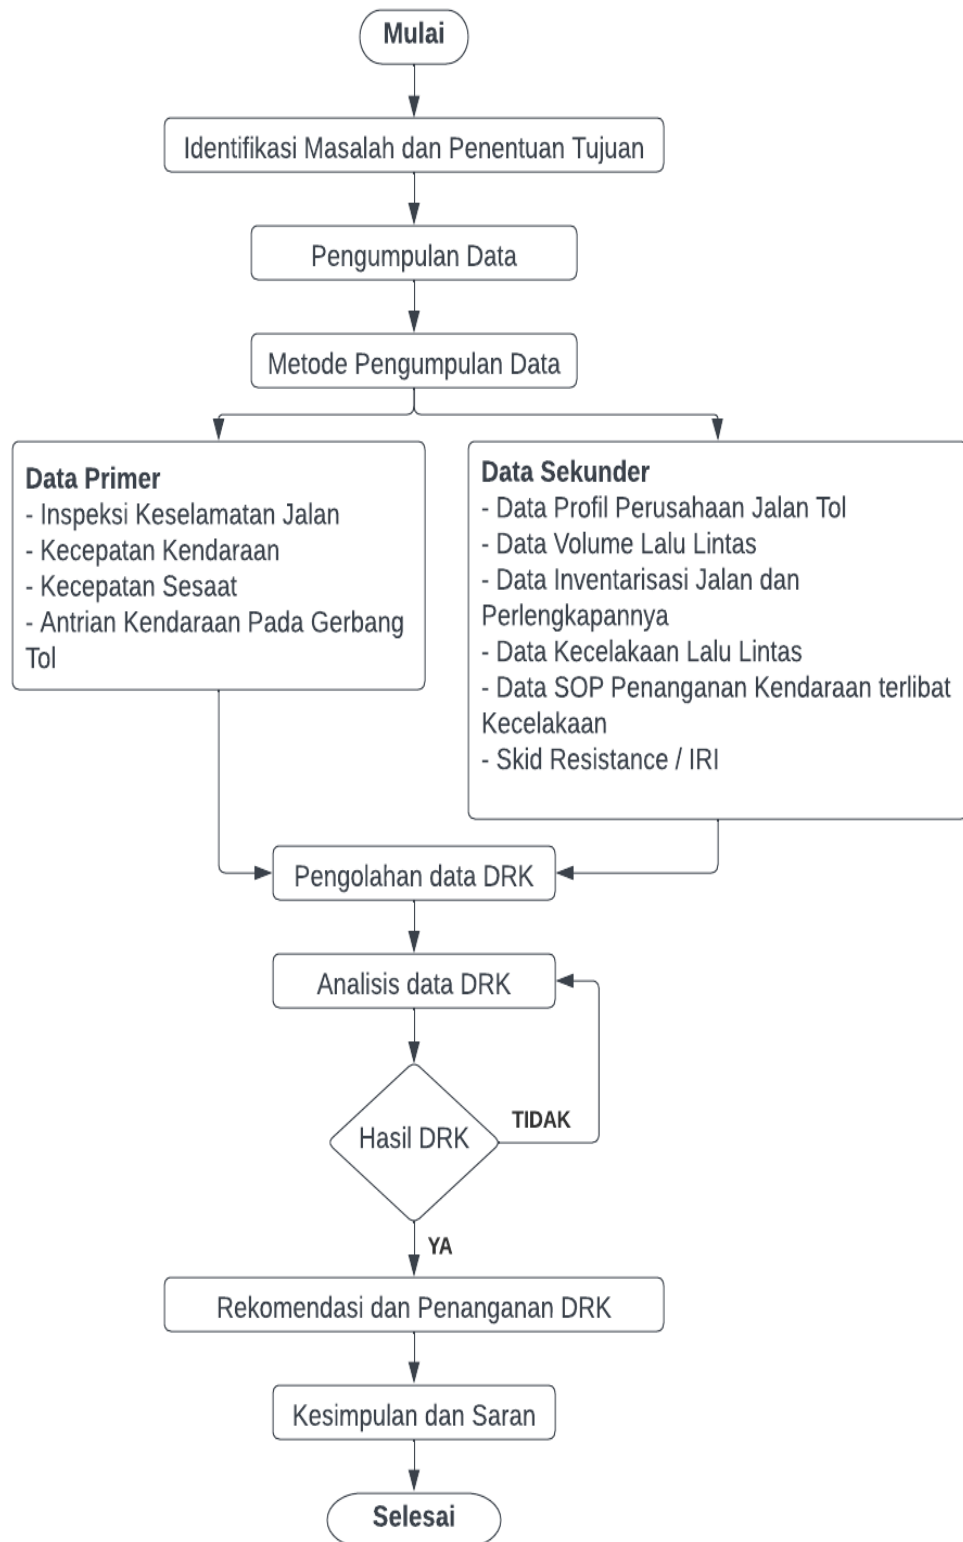 Mulai
Identifikasi Masalah dan Penentuan Tujuan
Pengumpulan Data
Metode Pengumpulan Data
Data Primer
- Inspeksi Keselamatan Jalan
- Kecepatan Kendaraan
- Kecepatan Sesaat
- Antrian Kendaraan Pada Gerbang
Tol
Data Sekunder
- Data Profil Perusahaan Jalan Tol
- Data Volume Lalu Lintas
- Data Inventarisasi Jalan dan
Perlengkapannya
- Data Kecelakaan Lalu Lintas
- Data SOP Penanganan Kendaraan terlibat
Kecelakaan
- Skid Resistance / IRI
Pengolahan data DRK
Analisis data DRK
Hasil DRK
TIDAK
YA
Rekomendasi dan Penanganan DRK
Kesimpulan dan Saran
Selesai